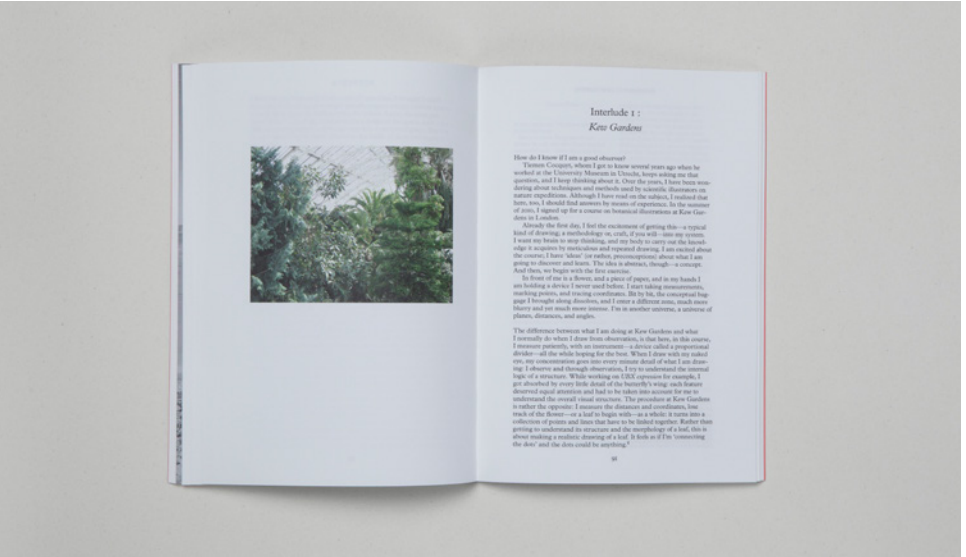 Interlude 1 :
Kew Gardens
How do I know if I am a good observer?
Tiemen Cocquyt, whom I got to know several years ago when he
worked at the University Museum in Utrecht, keeps asking me that
question, and I keep thinking about it. Over the years, I have been won-
dering about techniques and methods used by scientific illustrators on
nature expeditions. Although I have read on the subject, I realized that
here, too, I should find answers by means of experience. In the summer
of I signed up for a course on botanical illustrations at Kew Gar-
dens in London.
Already the first day, I feel the excitement of getting this—a typical
kind of drawing; a methodology or, craft, if you will—into my system.
I want my brain to stop thinking, and my body to carry out the knowl-
edge it acquires by meticulous and repeated drawing. I am excited about
the course, I have ‘ideas’ (or rather, preconceptions) about what I am
going to discover and learn. The idea is abstract, though—a concept.
And then, we begin with the first exercise.
In front of me is a flower, and a piece of paper, and in my hands I
am holding a device I never used before. I start taking measurements,
marking points, and tracing coordinates. Bit by bit, the conceptual bag-
gage I brought along dissolves, and I enter a different zone, much more
blurry and yet much more intense. I’m in another universe, a universe of
planes, distances, and angles.
The difference between what I am doing at Kew Gardens and what
I normally do when I draw from observation, is that here, in this course,
I measure patiently, with an instrument—a device called a proportional
divider—all the while hoping for the best. When I draw with my naked
eye, my concentration goes into every minute detail of what I am draw-
ing: I observe and through observation, I try to understand the internal
logic of a structure. While working on for example, I
got absorbed by every little detail of the butterfly’s wing: each feature
deserved equal attention and had to be taken into account for me to
understand the overall visual structure. The procedure at Kew Gardens
is rather the opposite: I measure the distances and coordinates, lose
track of the flower—or a leaf to begin with—as a whole: it turns into a
collection of points and lines that have to be linked together. Rather than
getting to understand its structure and the morphology of a leaf, this is
about making a realistic drawing of a leaf. It feels as if I’m ‘connecting
the dots’ and the dots could be anything.